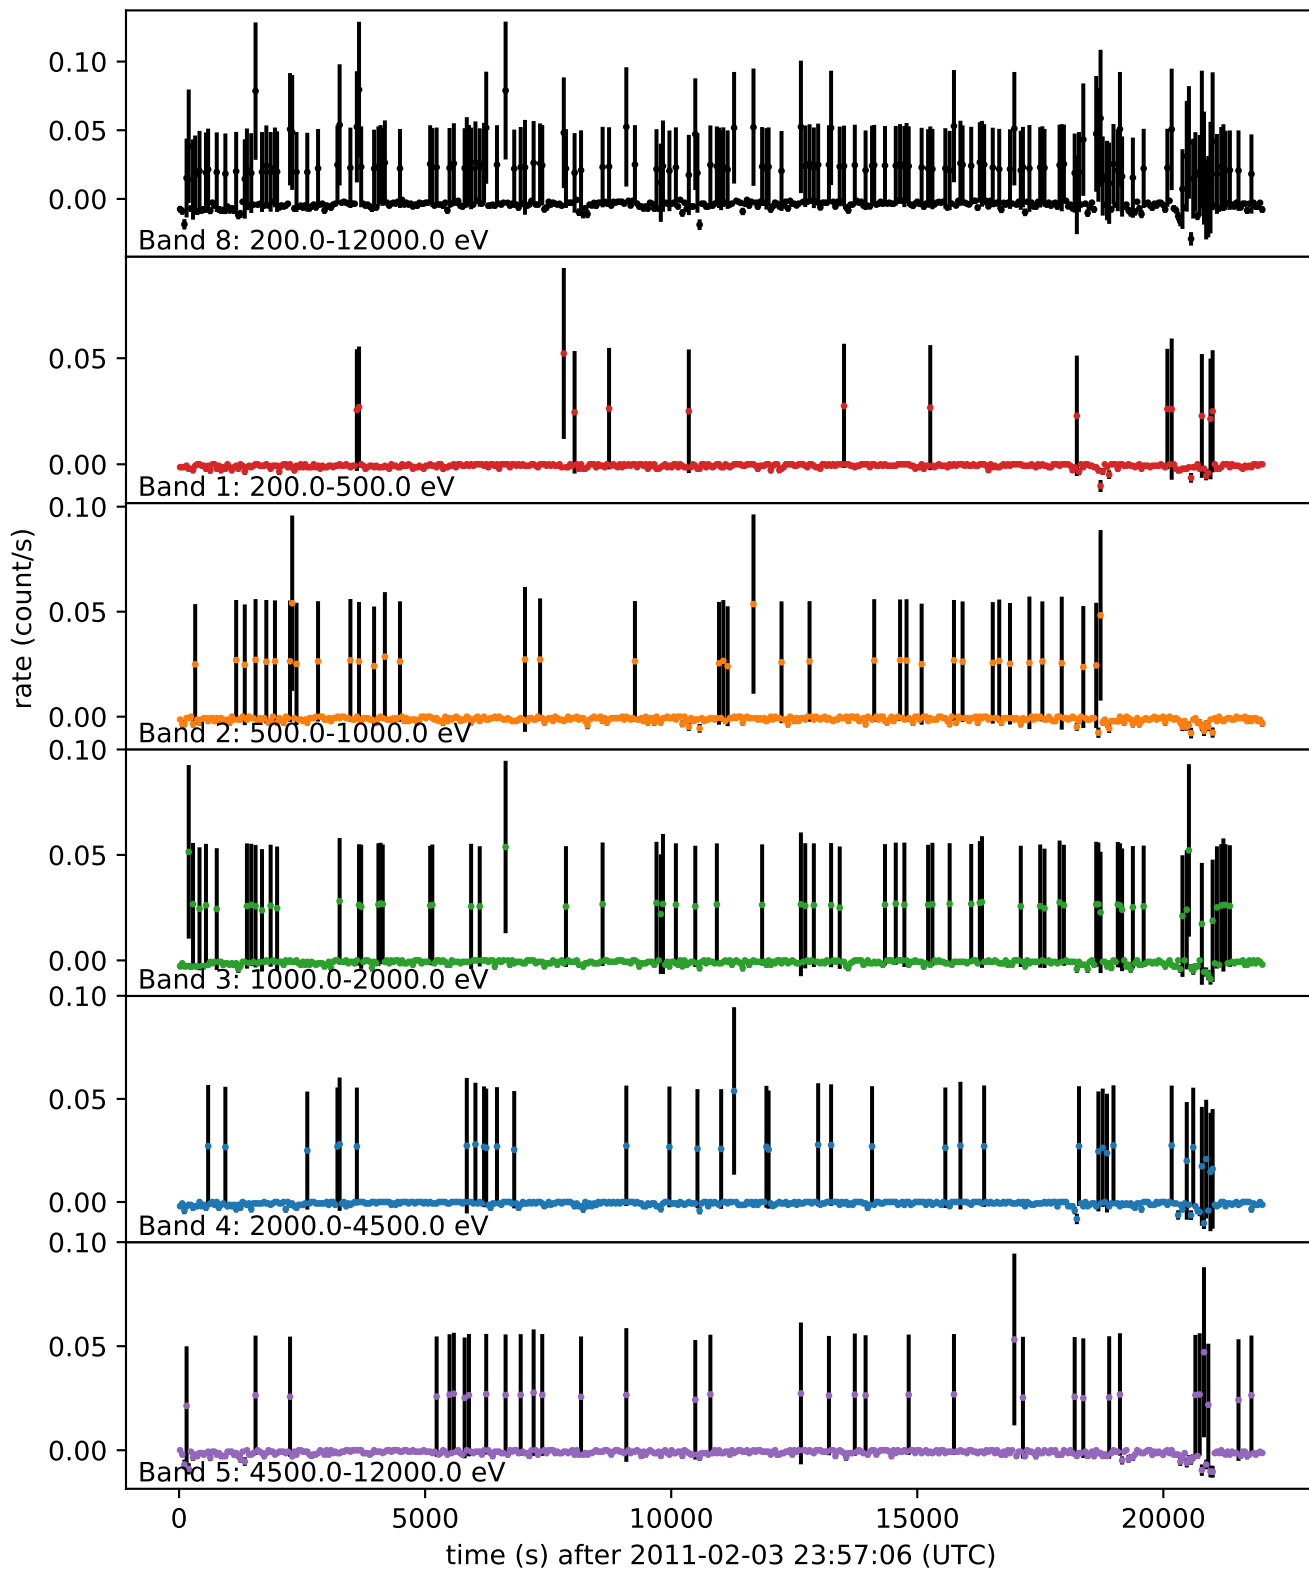 0.10
0.05
0.00
Band 8: 200.0-12000.0 eV
0.05
0.00
Band 1: 200.0-500.0 eV
0.10
0.05
0.00
Band 2: 500.0-1000.0 eV
rate (count/s)
0.10
0.05
0.00
Band 3: 1000.0-2000.0 eV
0.10
0.05
0.00
Band 4: 2000.0-4500.0 eV
0.10
0.05
0.00
Band 5: 4500.0-12000.0 eV
0 5000 10000 15000 20000
time (s) after 2011-02-03 23:57:06 (UTC)